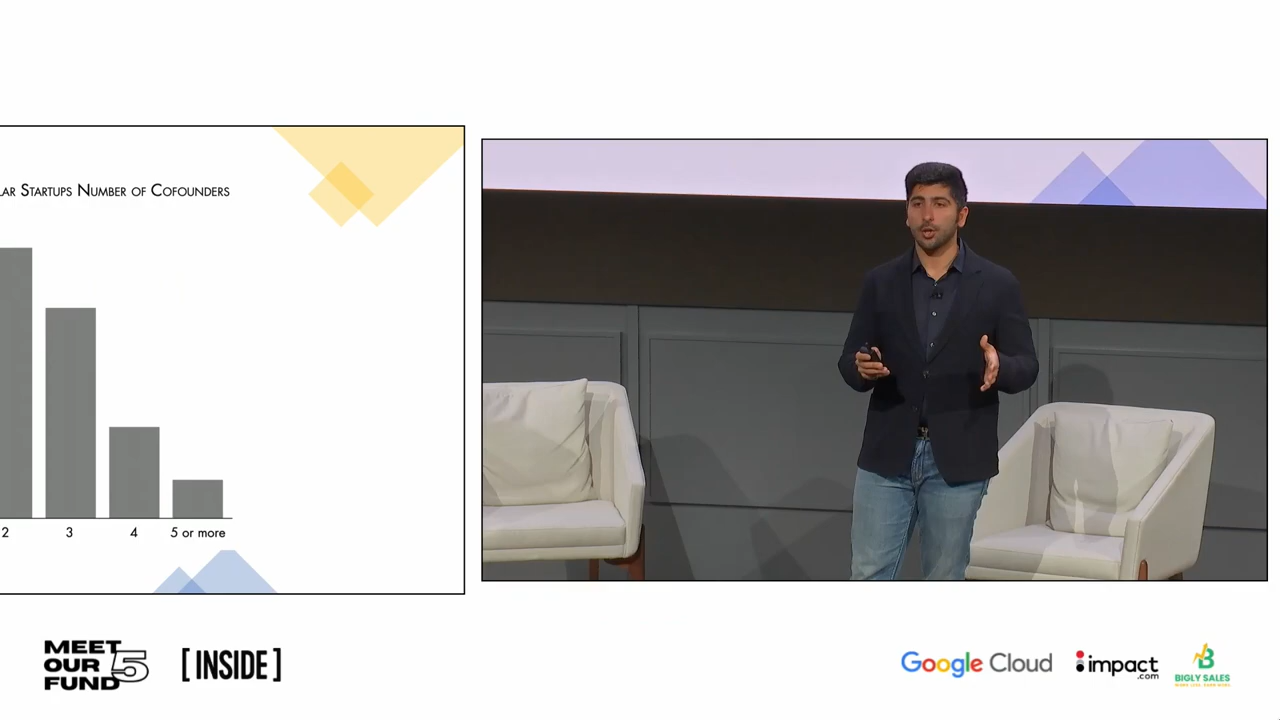 LAR STARTUPS NUMBER OF COFOUNDERS
2
3
4
5 or more
MEET
OUR
FUND 5
[INSIDE]
Google Cloud
impact
.com
BIGLY SALES